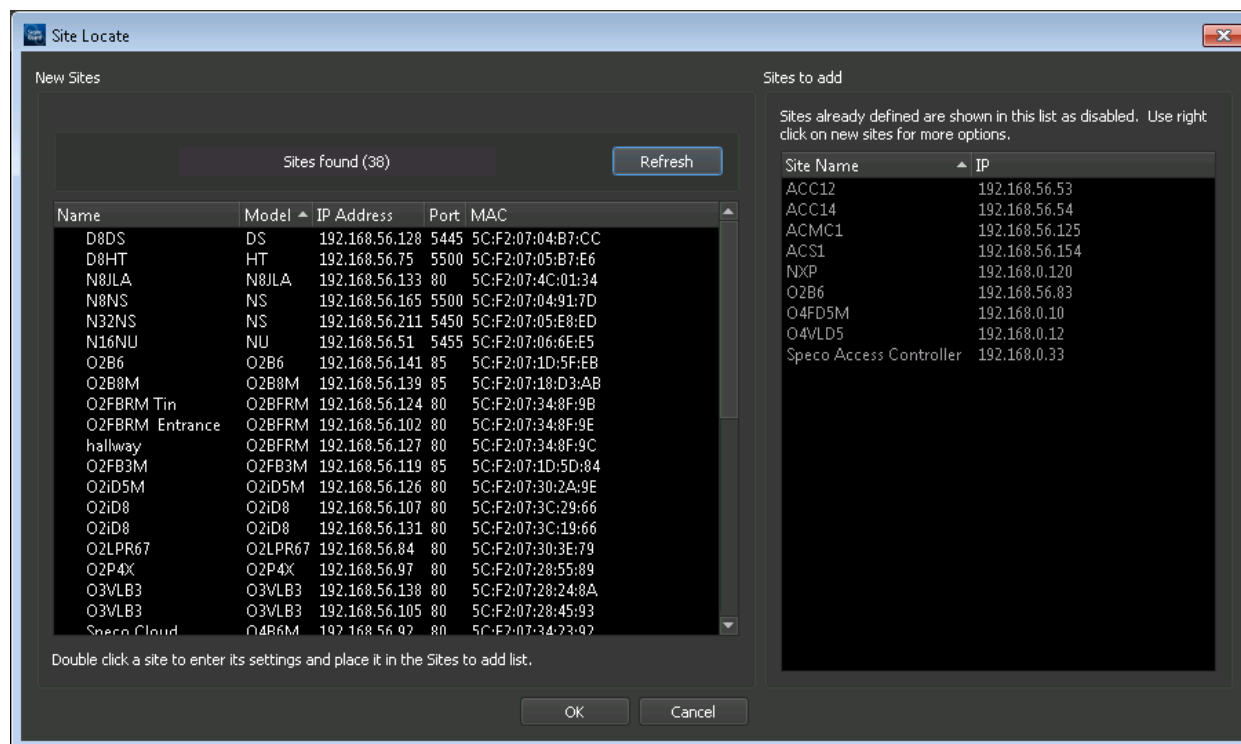 Site Locate
New Sites
Sites found (38)
Refresh
Name Model IP Address Port MAC
D8DS DS 192.168.56.128 5445 5C:F2:07:04:B7:CC
D8HT HT 192.168.56.75 5500 5C:F2:07:05:B7:E6
N8JLA N8JLA 192.168.56.133 80 5C:F2:07:4C:01:34
N8NS NS 192.168.56.165 5500 5C:F2:07:04:91:7D
N32NS NS 192.168.56.211 5450 5C:F2:07:05:E8:ED
N16NU NU 192.168.56.51 5455 5C:F2:07:06:6E:E5
O2B6 O2B6 192.168.56.141 85 5C:F2:07:1D:5F:EB
O2B8M O2B8M 192.168.56.139 85 5C:F2:07:18:D3:AB
O2FBRM Tin O2BFRM 192.168.56.124 80 5C:F2:07:34:8F:9B
O2FBRM Entrance O2BFRM 192.168.56.102 80 5C:F2:07:34:8F:9E
hallway O2BFRM 192.168.56.127 80 5C:F2:07:34:8F:9C
O2FB3M O2FB3M 192.168.56.119 85 5C:F2:07:1D:5D:84
O2iD5M O2iD5M 192.168.56.126 80 5C:F2:07:30:2A:9E
O2iD8 O2iD8 192.168.56.107 80 5C:F2:07:3C:29:66
O2iD8 O2iD8 192.168.56.131 80 5C:F2:07:3C:19:66
O2LPR67 O2LPR67 192.168.56.84 80 5C:F2:07:30:3E:79
O2P4X O2P4X 192.168.56.97 80 5C:F2:07:28:55:89
O3VLB3 O3VLB3 192.168.56.138 80 5C:F2:07:28:24:8A
O3VLB3 O3VLB3 192.168.56.105 80 5C:F2:07:28:45:93
Speco Cloud O4B6M 192.168.56.92 80 5C:F2:07:34:23:92
Double click a site to enter its settings and place it in the Sites to add list.
Sites to add
Sites already defined are shown in this list as disabled. Use right
click on new sites for more options.
Site Name IP
ACC12 192.168.56.53
ACC14 192.168.56.54
ACMC1 192.168.56.125
ACS1 192.168.56.154
NXP 192.168.0.120
O2B6 192.168.56.83
O4FD5M 192.168.0.10
O4VLD5 192.168.0.12
Speco Access Controller 192.168.0.33
OK
Cancel